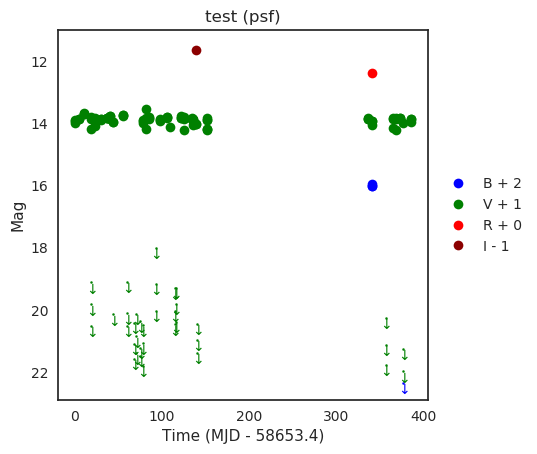 test (psf)
12
14
16
18
20
22
Mag
0
100
200
300
400
Time (MJD - 58653.4)
B + 2
V + 1
R + 0
I - 1